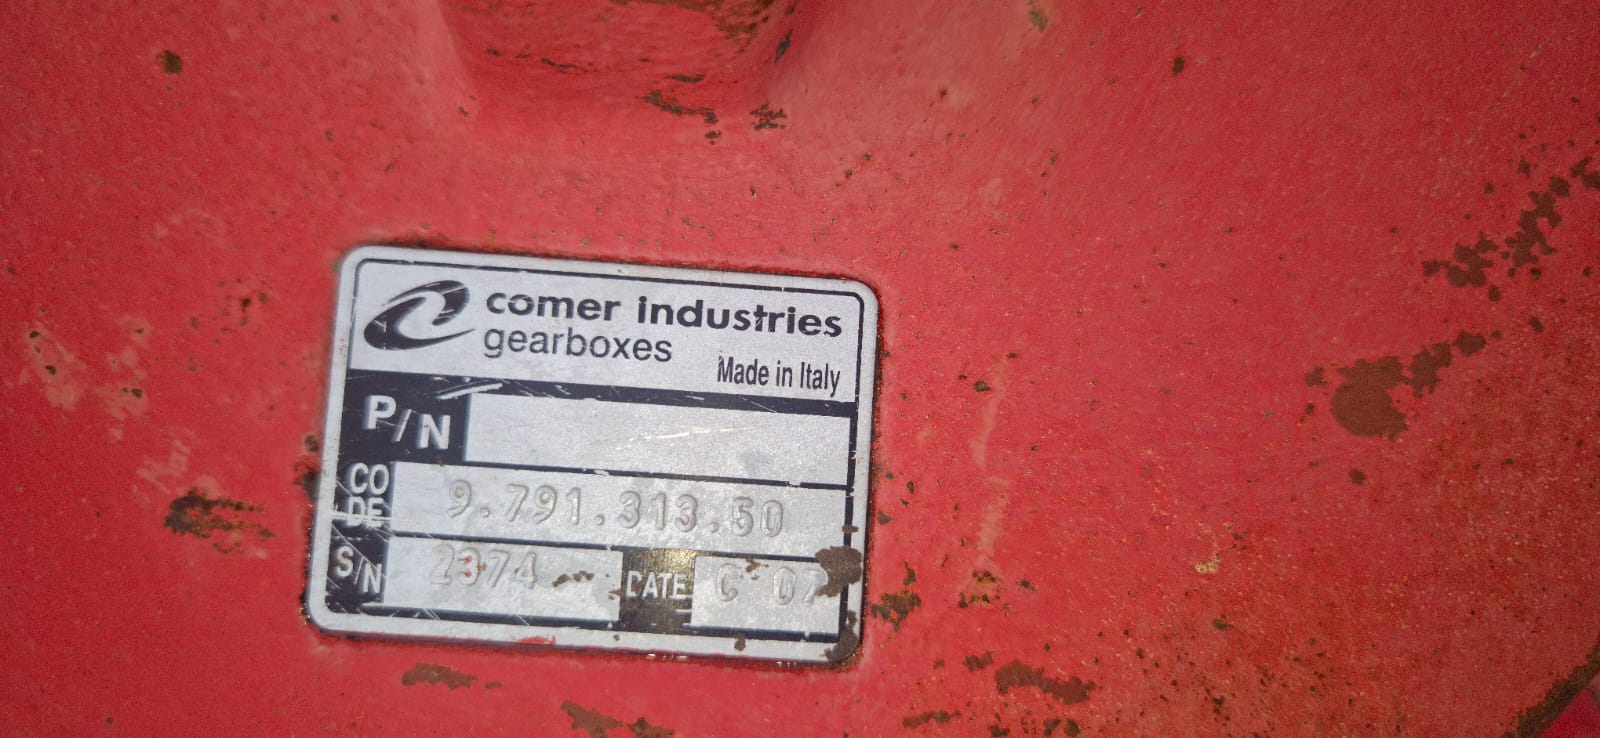 comer industries
gearboxes
Made in Italy
P/N
CODE 9.791.313.50
S/N 2374 DATE C 07